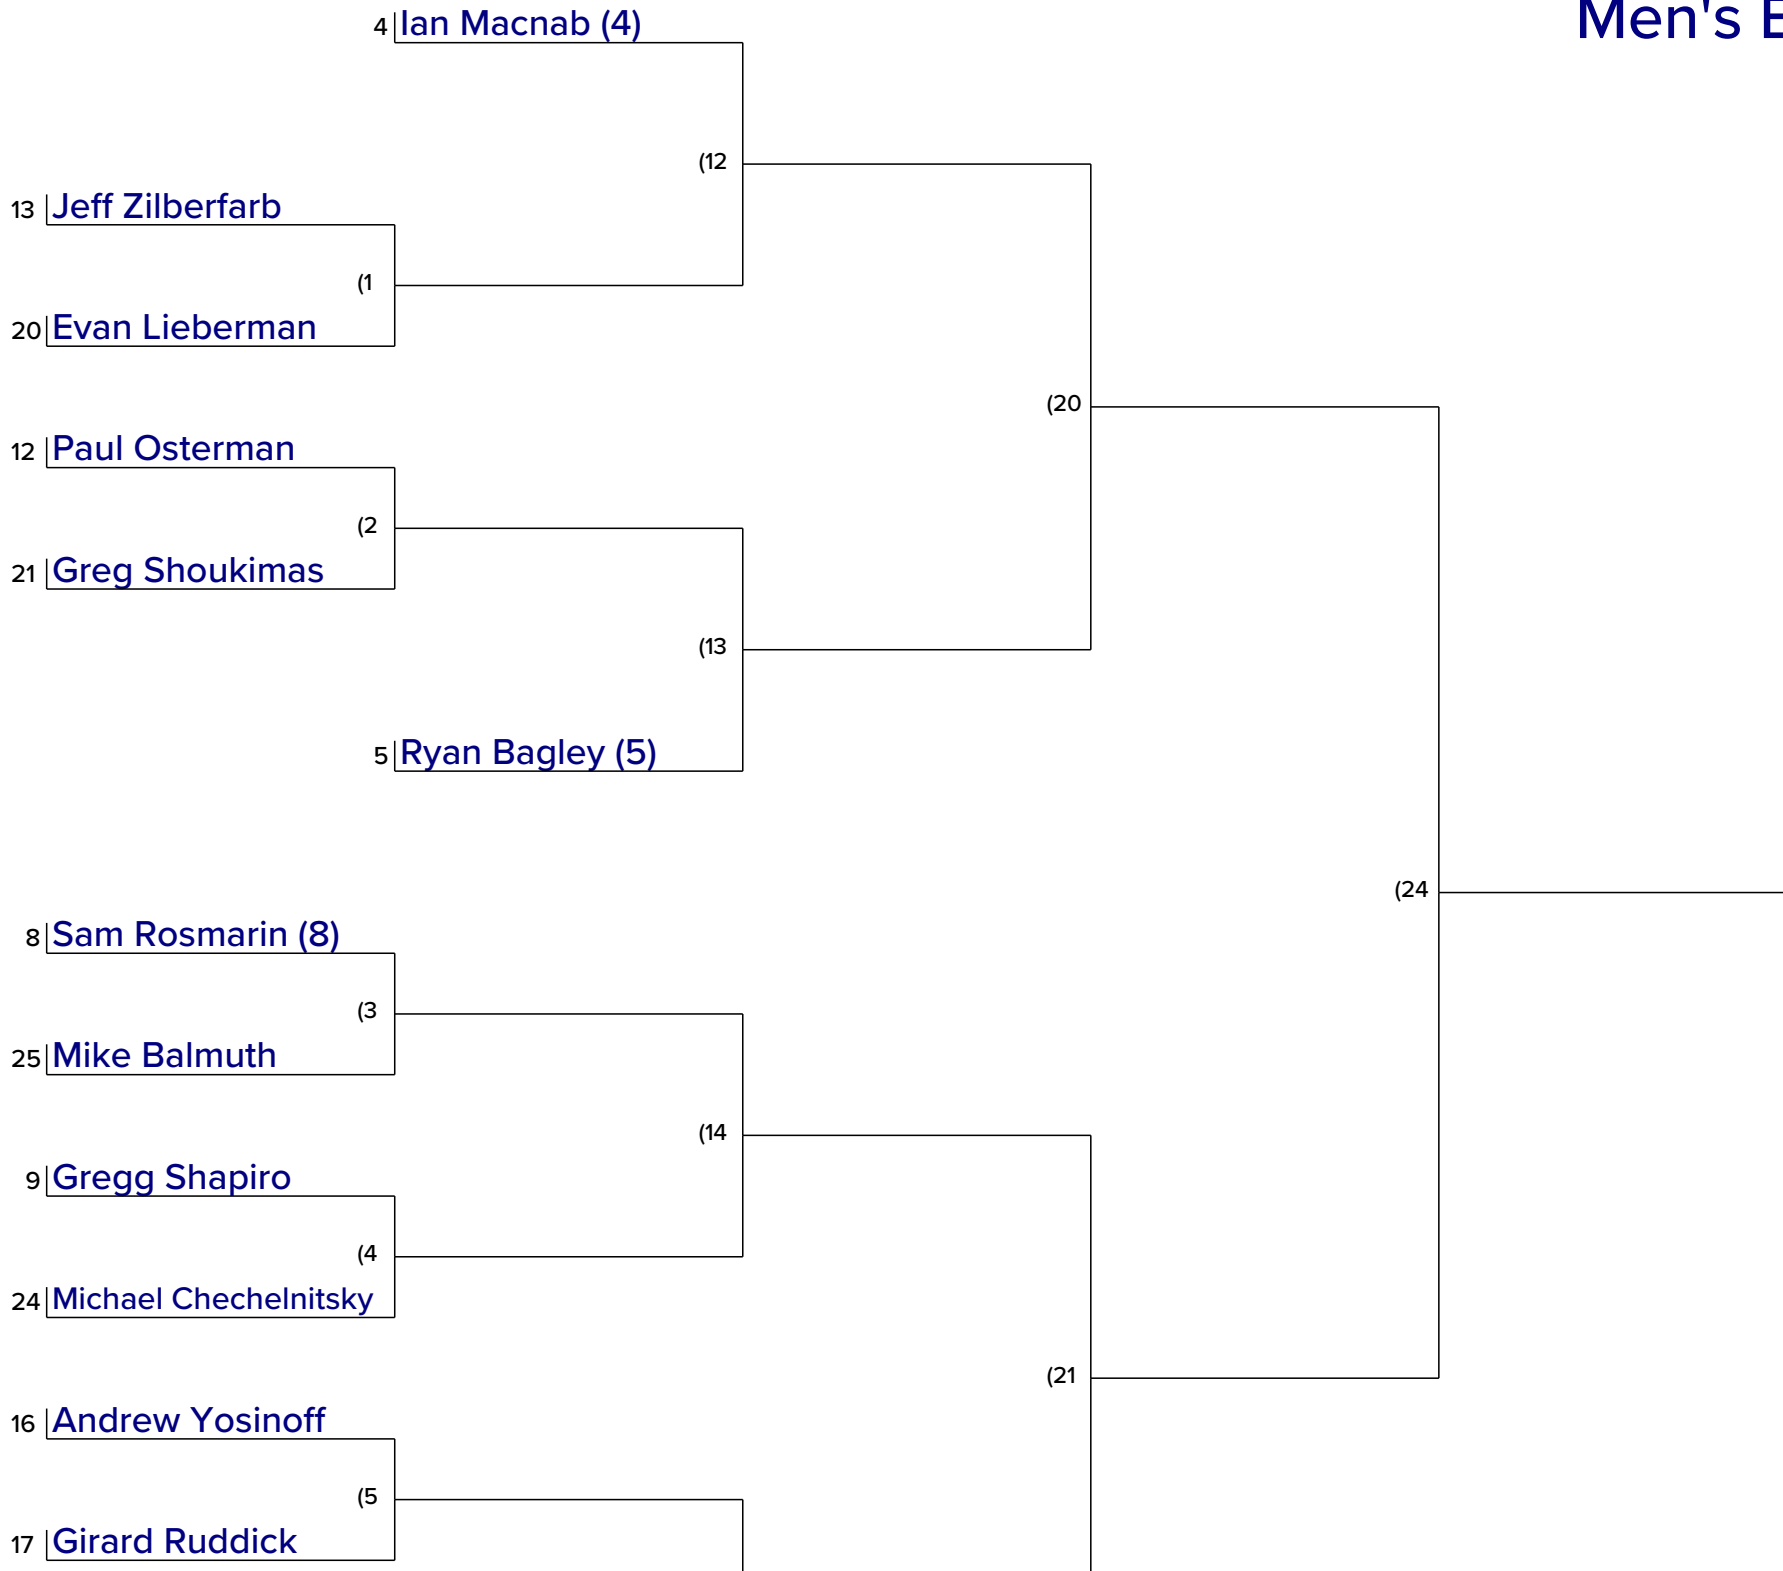 Men's E
4 Ian Macnab (4)
(12
13 Jeff Zilberfarb
(1
20 Evan Lieberman
(20
12 Paul Osterman
(2
21 Greg Shoukimas
(13
5 Ryan Bagley (5)
(24
8 Sam Rosmarin (8)
(3
25 Mike Balmuth
(14
9 Gregg Shapiro
(4
24 Michael Chechelnitsky
(21
16 Andrew Yosinoff
(5
17 Girard Ruddick